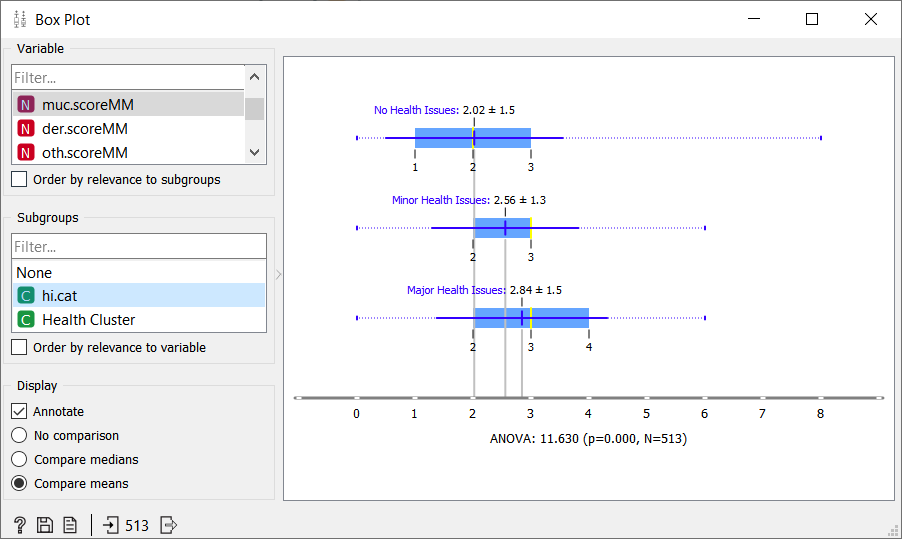 Box Plot
Variable
Filter...
N muc.scoreMM
N der.scoreMM
N oth.scoreMM
Order by relevance to subgroups
Subgroups
Filter...
None
C hi.cat
C Health Cluster
Order by relevance to variable
Display
Annotate
No comparison
Compare medians
Compare means
? 513
No Health Issues: 2.02 ± 1.5
1 2 3
Minor Health Issues: 2.56 ± 1.3
2 3
Major Health Issues: 2.84 ± 1.5
2 3 4
0 1 2 3 4 5 6 7 8
ANOVA: 11.630 (p=0.000, N=513)